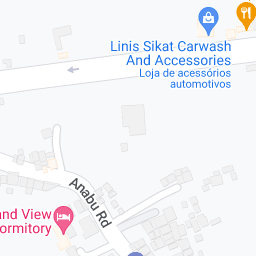 Linis Sikat Carwash
And Accessories
Loja de acessórios
automotivos
Anabu Rd
and View
ormitory